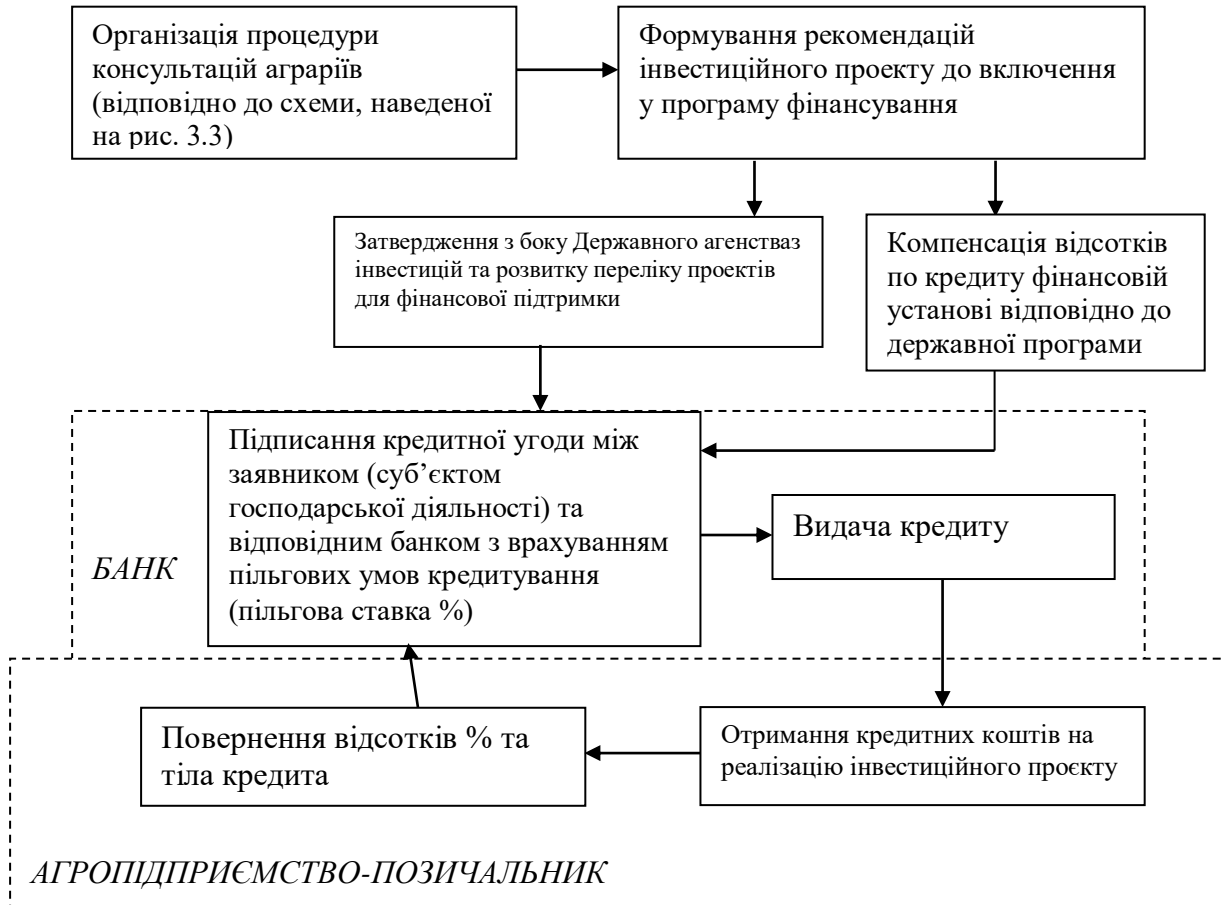 Організація процедури
консультацій аграріїв
(відповідно до схеми, наведеної
на рис. 3.3)
Формування рекомендацій
інвестиційного проекту до включення
у програму фінансування
Затвердження з боку Державного агенстваз
інвестицій та розвитку переліку проектів
для фінансової підтримки
Компенсація відсотків
по кредиту фінансовій
установі відповідно до
державної програми
БАНК
Підписання кредитної угоди між
заявником (суб’єктом
господарської діяльності) та
відповідним банком з врахуванням
пільгових умов кредитування
(пільгова ставка %)
Видача кредиту
Повернення відсотків % та
тіла кредита
Отримання кредитних коштів на
реалізацію інвестиційного проєкту
АГРОПІДПРИЄМСТВО-ПОЗИЧАЛЬНИК